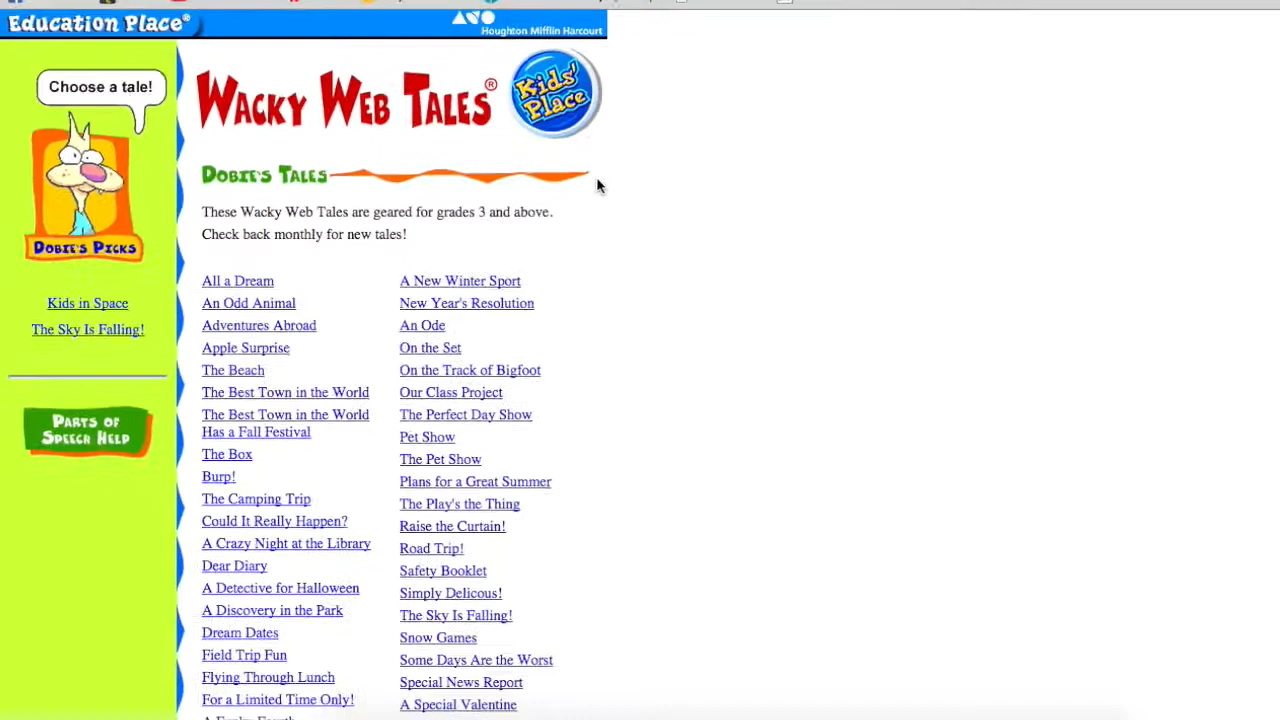 Education Place®
Houghton Mifflin Harcourt
Choose a tale!
Wacky Web Tales®
Kids' Place
Dobie's Picks
Kids in Space
The Sky Is Falling!
Parts of Speech Help
Dobie's Tales
These Wacky Web Tales are geared for grades 3 and above.
Check back monthly for new tales!
All a Dream
An Odd Animal
Adventures Abroad
Apple Surprise
The Beach
The Best Town in the World
The Best Town in the World
Has a Fall Festival
The Box
Burp!
The Camping Trip
Could It Really Happen?
A Crazy Night at the Library
Dear Diary
A Detective for Halloween
A Discovery in the Park
Dream Dates
Field Trip Fun
Flying Through Lunch
For a Limited Time Only!
A New Winter Sport
New Year's Resolution
An Ode
On the Set
On the Track of Bigfoot
Our Class Project
The Perfect Day Show
Pet Show
The Pet Show
Plans for a Great Summer
The Play's the Thing
Raise the Curtain!
Road Trip!
Safety Booklet
Simply Delicous!
The Sky Is Falling!
Snow Games
Some Days Are the Worst
Special News Report
A Special Valentine